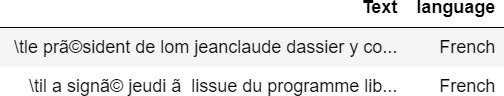 Text language
\tle prã©sident de lom jeanclaude dassier y co... French
\til a signã© jeudi ã  lissue du programme lib... French